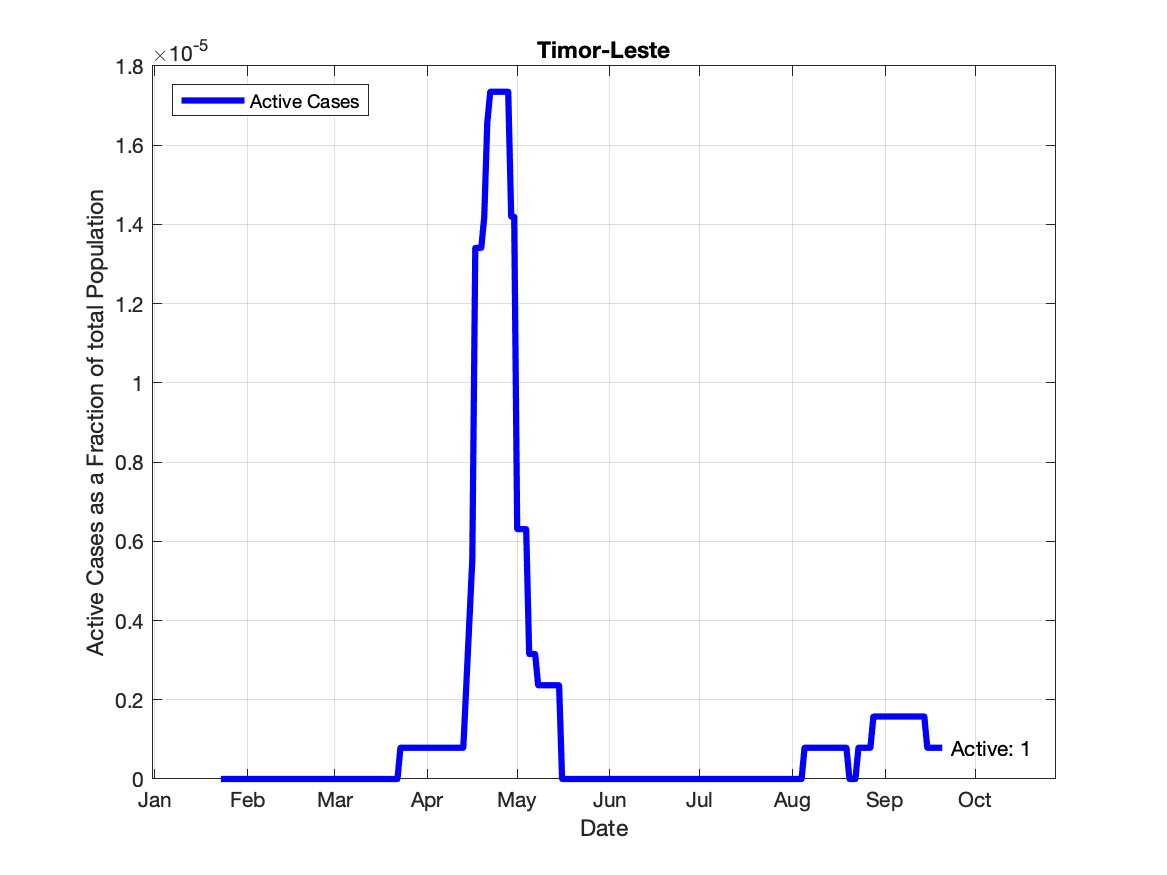 Timor-Leste
×10-5
1.8
1.6
1.4
1.2
1
0.8
0.6
0.4
0.2
0
Active Cases as a Fraction of total Population
Active Cases
Active: 1
Jan Feb Mar Apr May Jun Jul Aug Sep Oct
Date